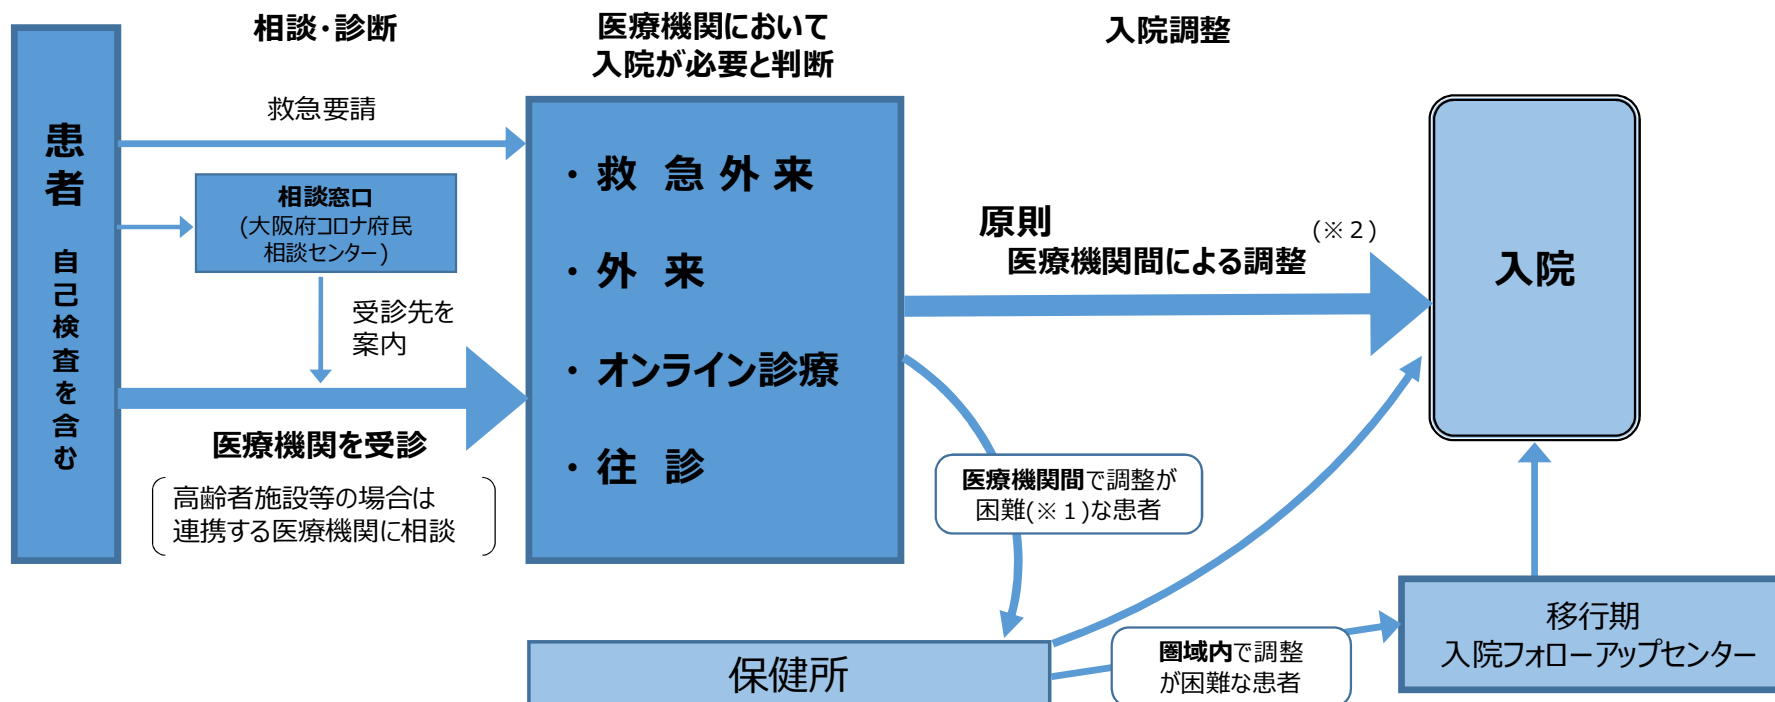 相談・診断
医療機関において
入院が必要と判断
入院調整
患者
自己検査を含む
救急要請
相談窓口
(大阪府コロナ府民
相談センター)
受診先を
案内
医療機関を受診
高齢者施設等の場合は
連携する医療機関に相談
・救急外来
・外来
・オンライン診療
・往診
原則
医療機関間による調整
(※２)
入院
医療機関間で調整が
困難(※１)な患者
保健所
圏域内で調整
が困難な患者
移行期
入院フォローアップセンター